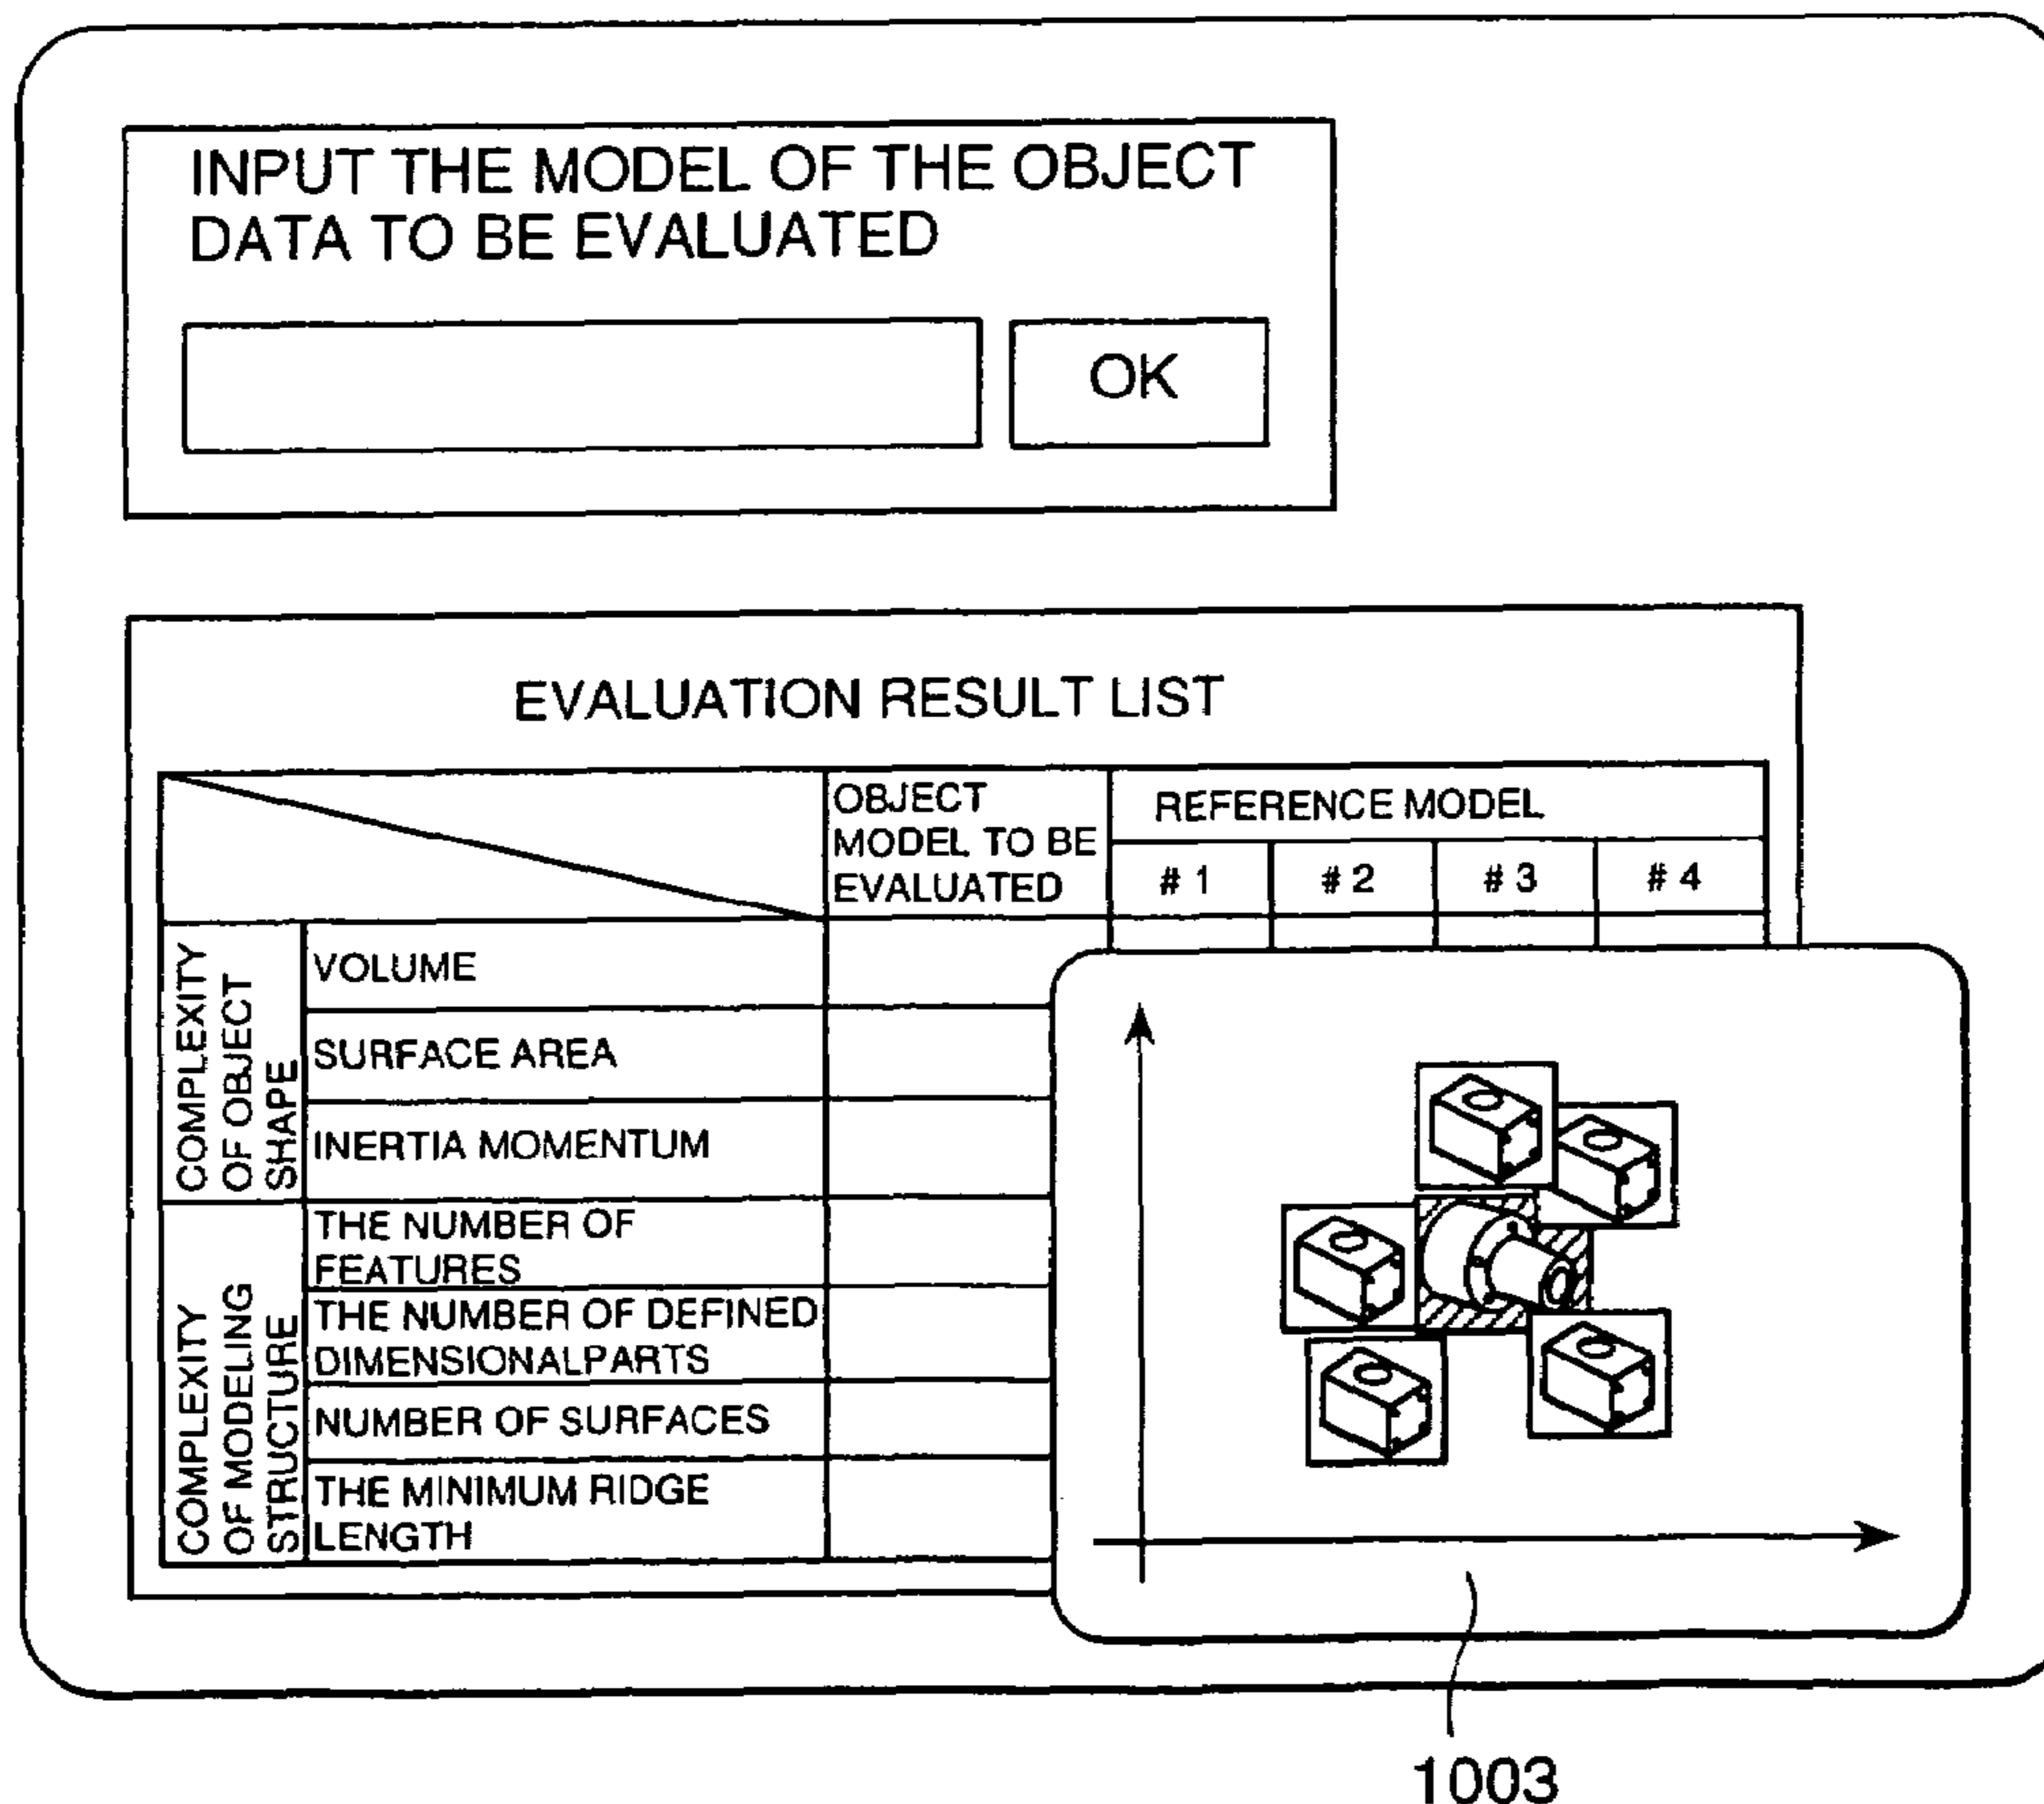 INPUT THE MODEL OF THE OBJECT
DATA TO BE EVALUATED
OK
EVALUATION RESULT LIST
OBJECT
MODEL TO BE
EVALUATED
REFERENCE MODEL
# 1
# 2
# 3
# 4
COMPLEXITY
OF OBJECT
SHAPE
VOLUME
SURFACE AREA
INERTIA MOMENTUM
COMPLEXITY
OF MODELING
STRUCTURE
THE NUMBER OF
FEATURES
THE NUMBER OF DEFINED
DIMENSIONALPARTS
NUMBER OF SURFACES
THE MINIMUM RIDGE
LENGTH
1003